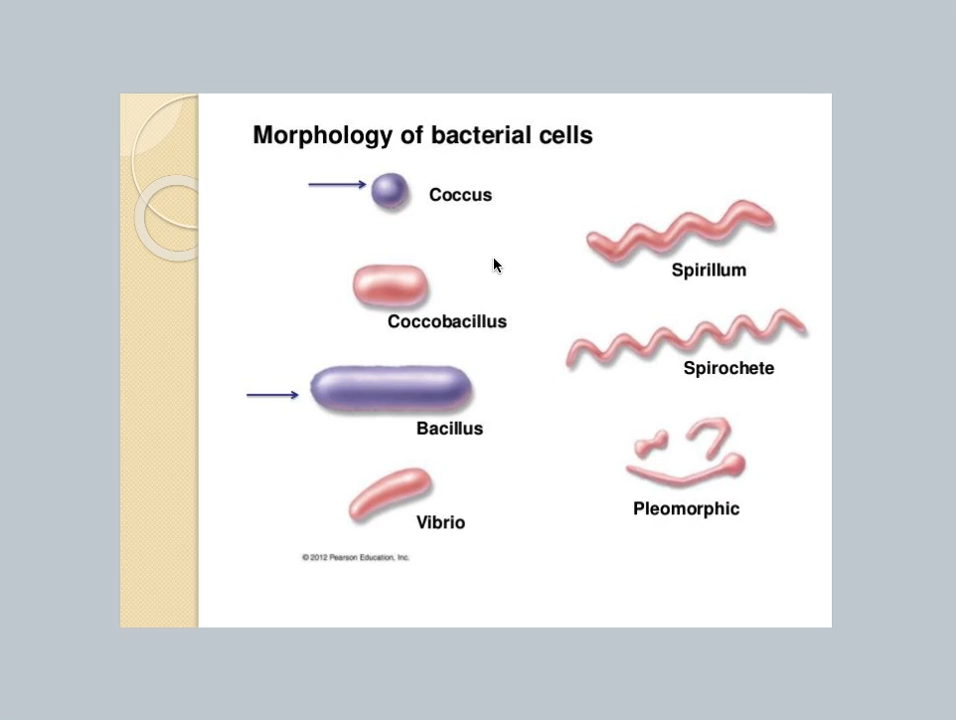 Morphology of bacterial cells
Coccus
Coccobacillus
Bacillus
Vibrio
Spirillum
Spirochete
Pleomorphic
© 2012 Pearson Education, Inc.